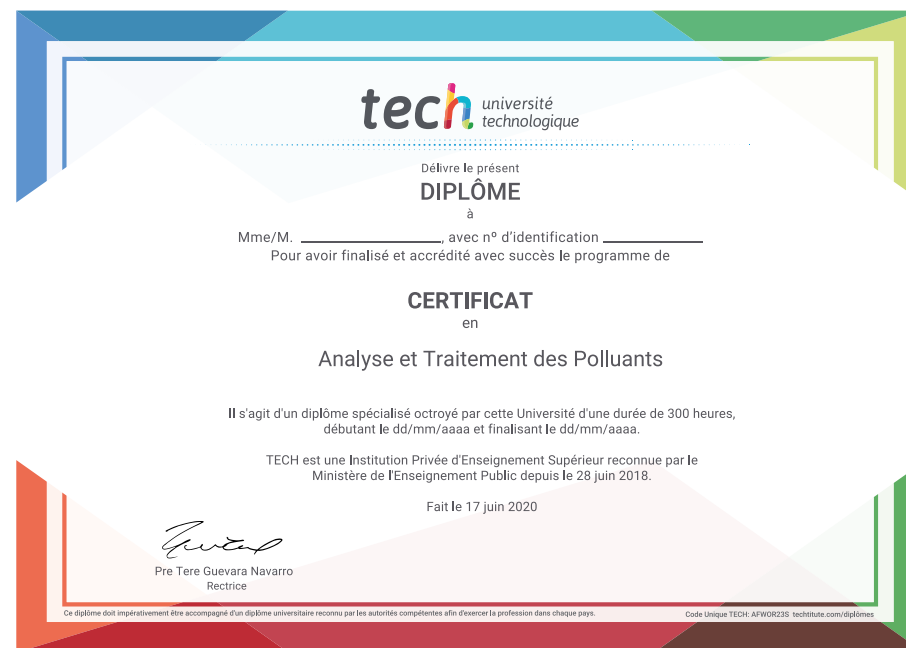 tech université
technologique
Délivre le présent
DIPLÔME
à
Mme/M. ____________________, avec nº d'identification ______________
Pour avoir finalisé et accrédité avec succès le programme de
CERTIFICAT
en
Analyse et Traitement des Polluants
Il s'agit d'un diplôme spécialisé octroyé par cette Université d'une durée de 300 heures,
débutant le dd/mm/aaaa et finalisant le dd/mm/aaaa.
TECH est une Institution Privée d'Enseignement Supérieur reconnue par le
Ministère de l'Enseignement Public depuis le 28 juin 2018.
Fait le 17 juin 2020
Pre Tere Guevara Navarro
Rectrice
Ce diplôme doit impérativement être accompagné d'un diplôme universitaire reconnu par les autorités compétentes afin d'exercer la profession dans chaque pays.
Code Unique TECH: AFWOR23S techtitute.com/diplômes